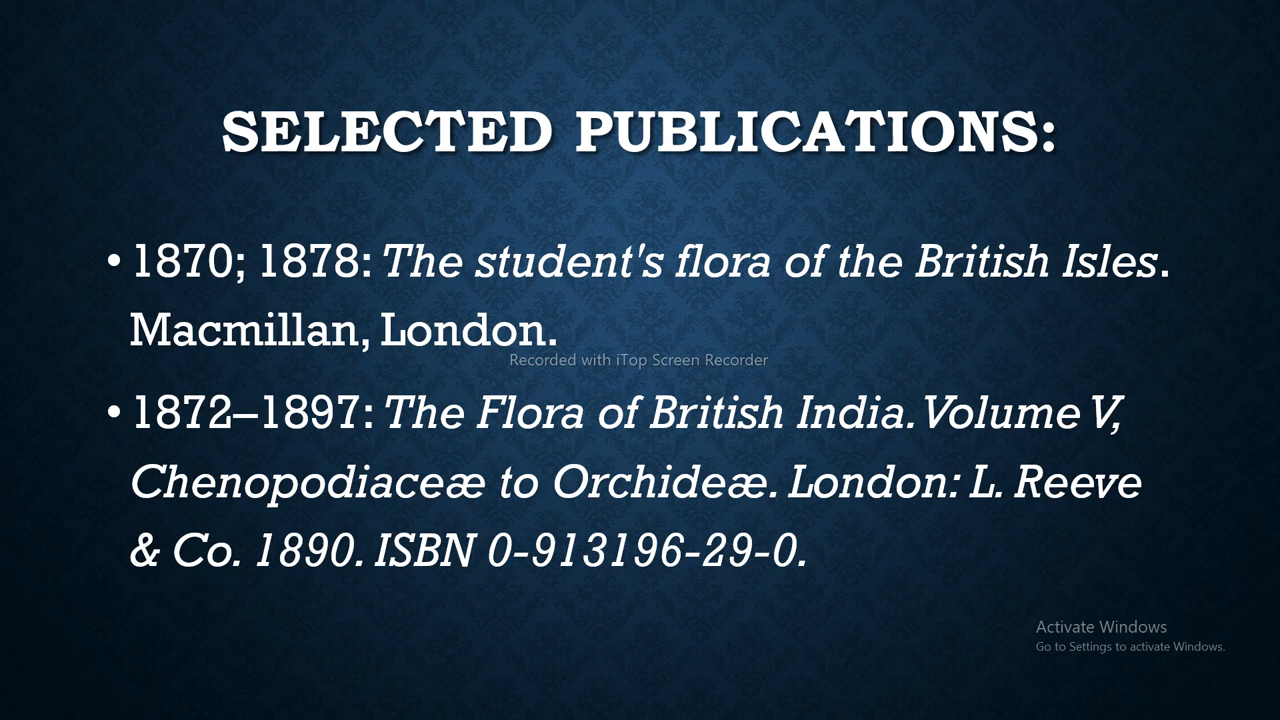 SELECTED PUBLICATIONS:
• 1870; 1878: The student's flora of the British Isles.
Macmillan, London.
Recorded with iTop Screen Recorder
• 1872–1897: The Flora of British India. Volume V,
Chenopodiaceæ to Orchideæ. London: L. Reeve
& Co. 1890. ISBN 0-913196-29-0.
Activate Windows
Go to Settings to activate Windows.